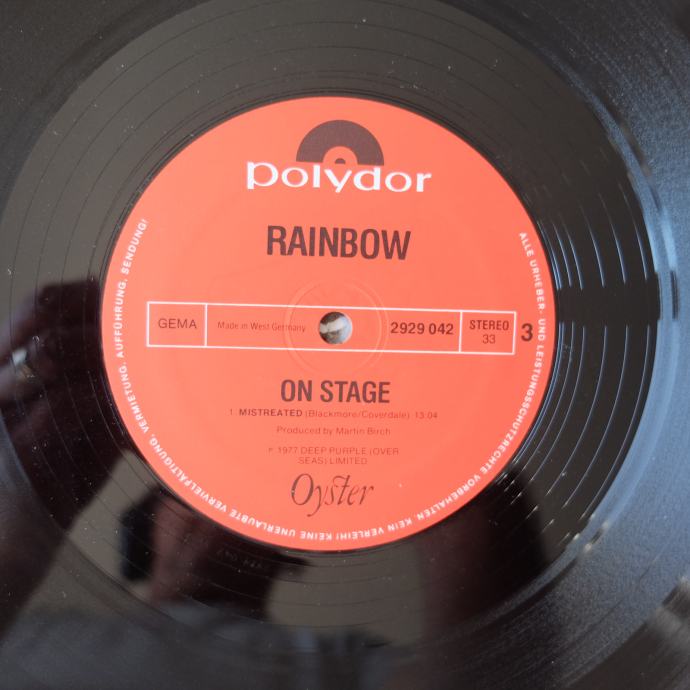 polydor
RAINBOW
GEMA
Made in West Germany
2929 042
STEREO
33
3
ON STAGE
1. MISTREATED (Blackmore/Coverdale) 13:04
Produced by Martin Birch
℗ 1977 DEEP PURPLE (OVER
SEAS) LIMITED
Oyster
ALLE URHEBER- UND LEISTUNGSSCHUTZRECHTE VORBEHALTEN. KEIN VERLEIH! KEINE UNERLAUBTE VERVIELFÄLTIGUNG, VERMIETUNG, AUFFÜHRUNG, SENDUNG!